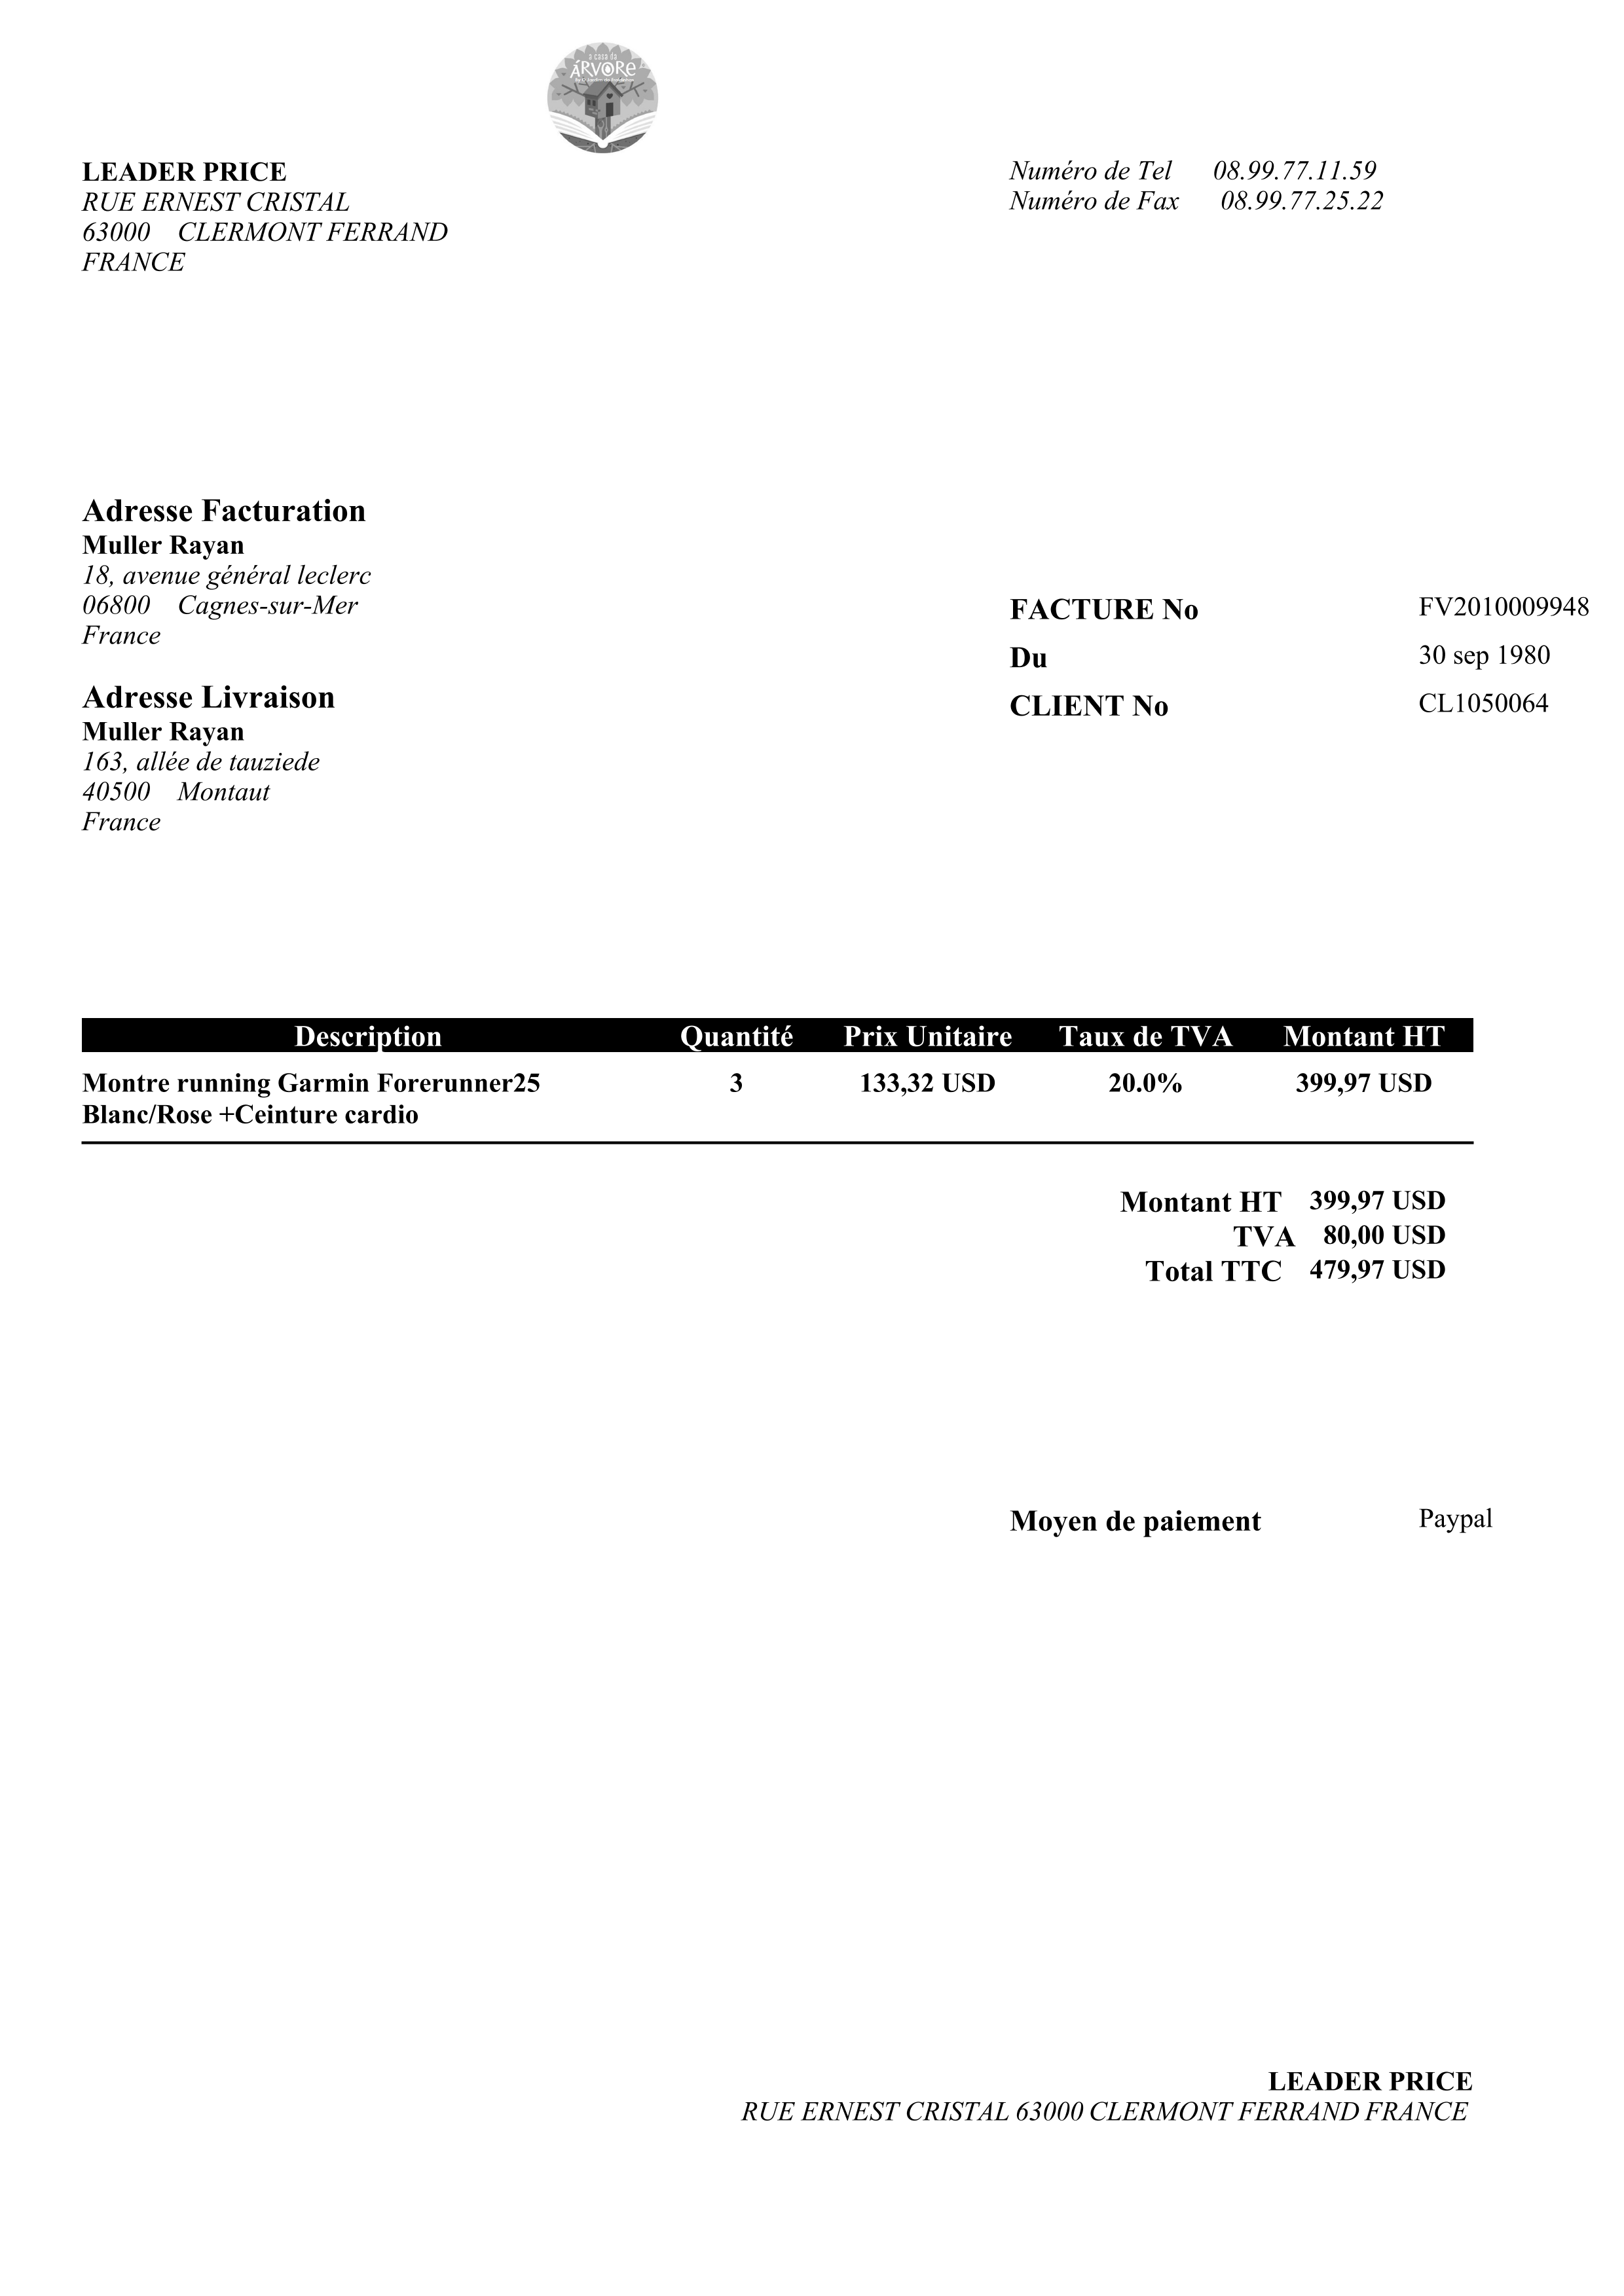 a casa da
ÁRVORe
LEADER PRICE
RUE ERNEST CRISTAL
63000 CLERMONT FERRAND
FRANCE
Numéro de Tel 08.99.77.11.59
Numéro de Fax 08.99.77.25.22
Adresse Facturation
Muller Rayan
18, avenue général leclerc
06800 Cagnes-sur-Mer
France
FACTURE No FV2010009948
Du 30 sep 1980
CLIENT No CL1050064
Adresse Livraison
Muller Rayan
163, allée de tauziede
40500 Montaut
France
Description Quantité Prix Unitaire Taux de TVA Montant HT
Montre running Garmin Forerunner25 3 133,32 USD 20.0% 399,97 USD
Blanc/Rose +Ceinture cardio
Montant HT 399,97 USD
TVA 80,00 USD
Total TTC 479,97 USD
Moyen de paiement Paypal
LEADER PRICE
RUE ERNEST CRISTAL 63000 CLERMONT FERRAND FRANCE